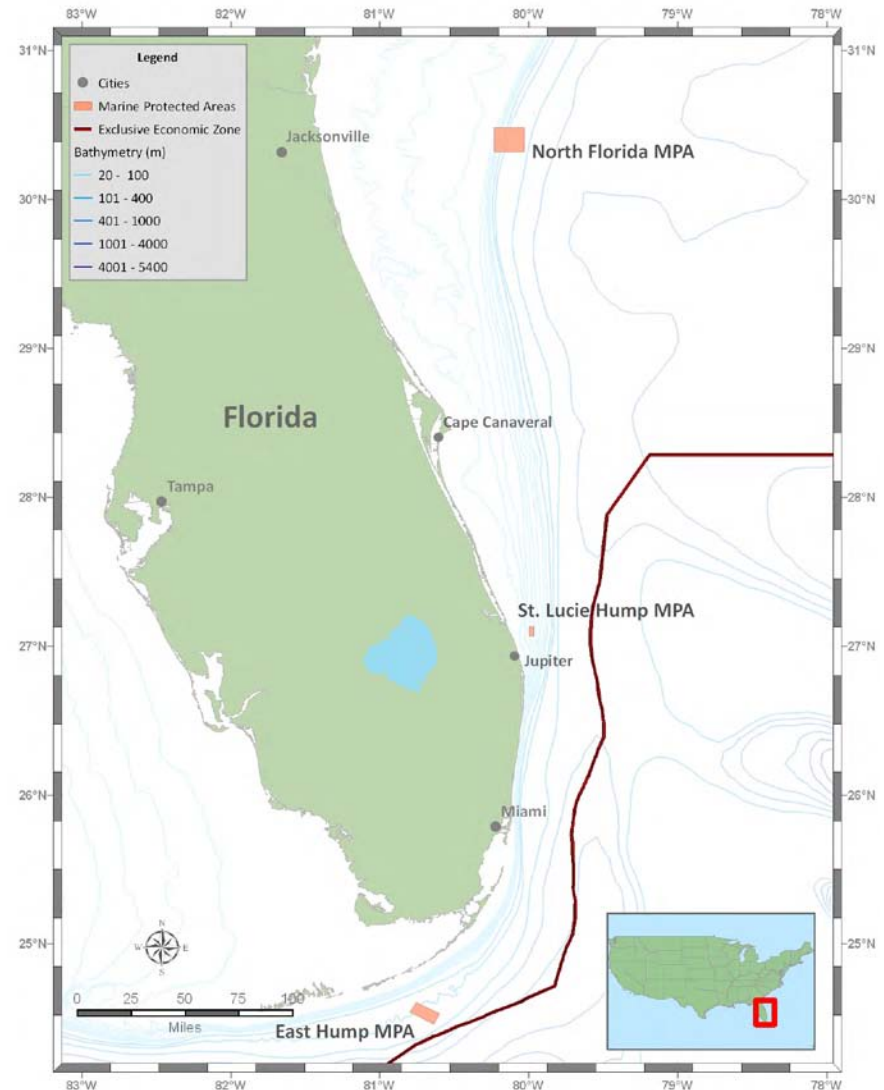 83°W
82°W
81°W
80°W
79°W
78°W
31°N
31°N
Legend
Cities
Marine Protected Areas
Exclusive Economic Zone
Bathymetry (m)
20 - 100
101 - 400
401 - 1000
1001 - 4000
4001 - 5400
Jacksonville
North Florida MPA
30°N
30°N
29°N
29°N
Florida
Cape Canaveral
28°N
28°N
Tampa
St. Lucie Hump MPA
27°N
27°N
Jupiter
26°N
26°N
Miami
25°N
25°N
N
W E
S
0 25 50 75 100
Miles
East Hump MPA
83°W
82°W
81°W
80°W
79°W
78°W